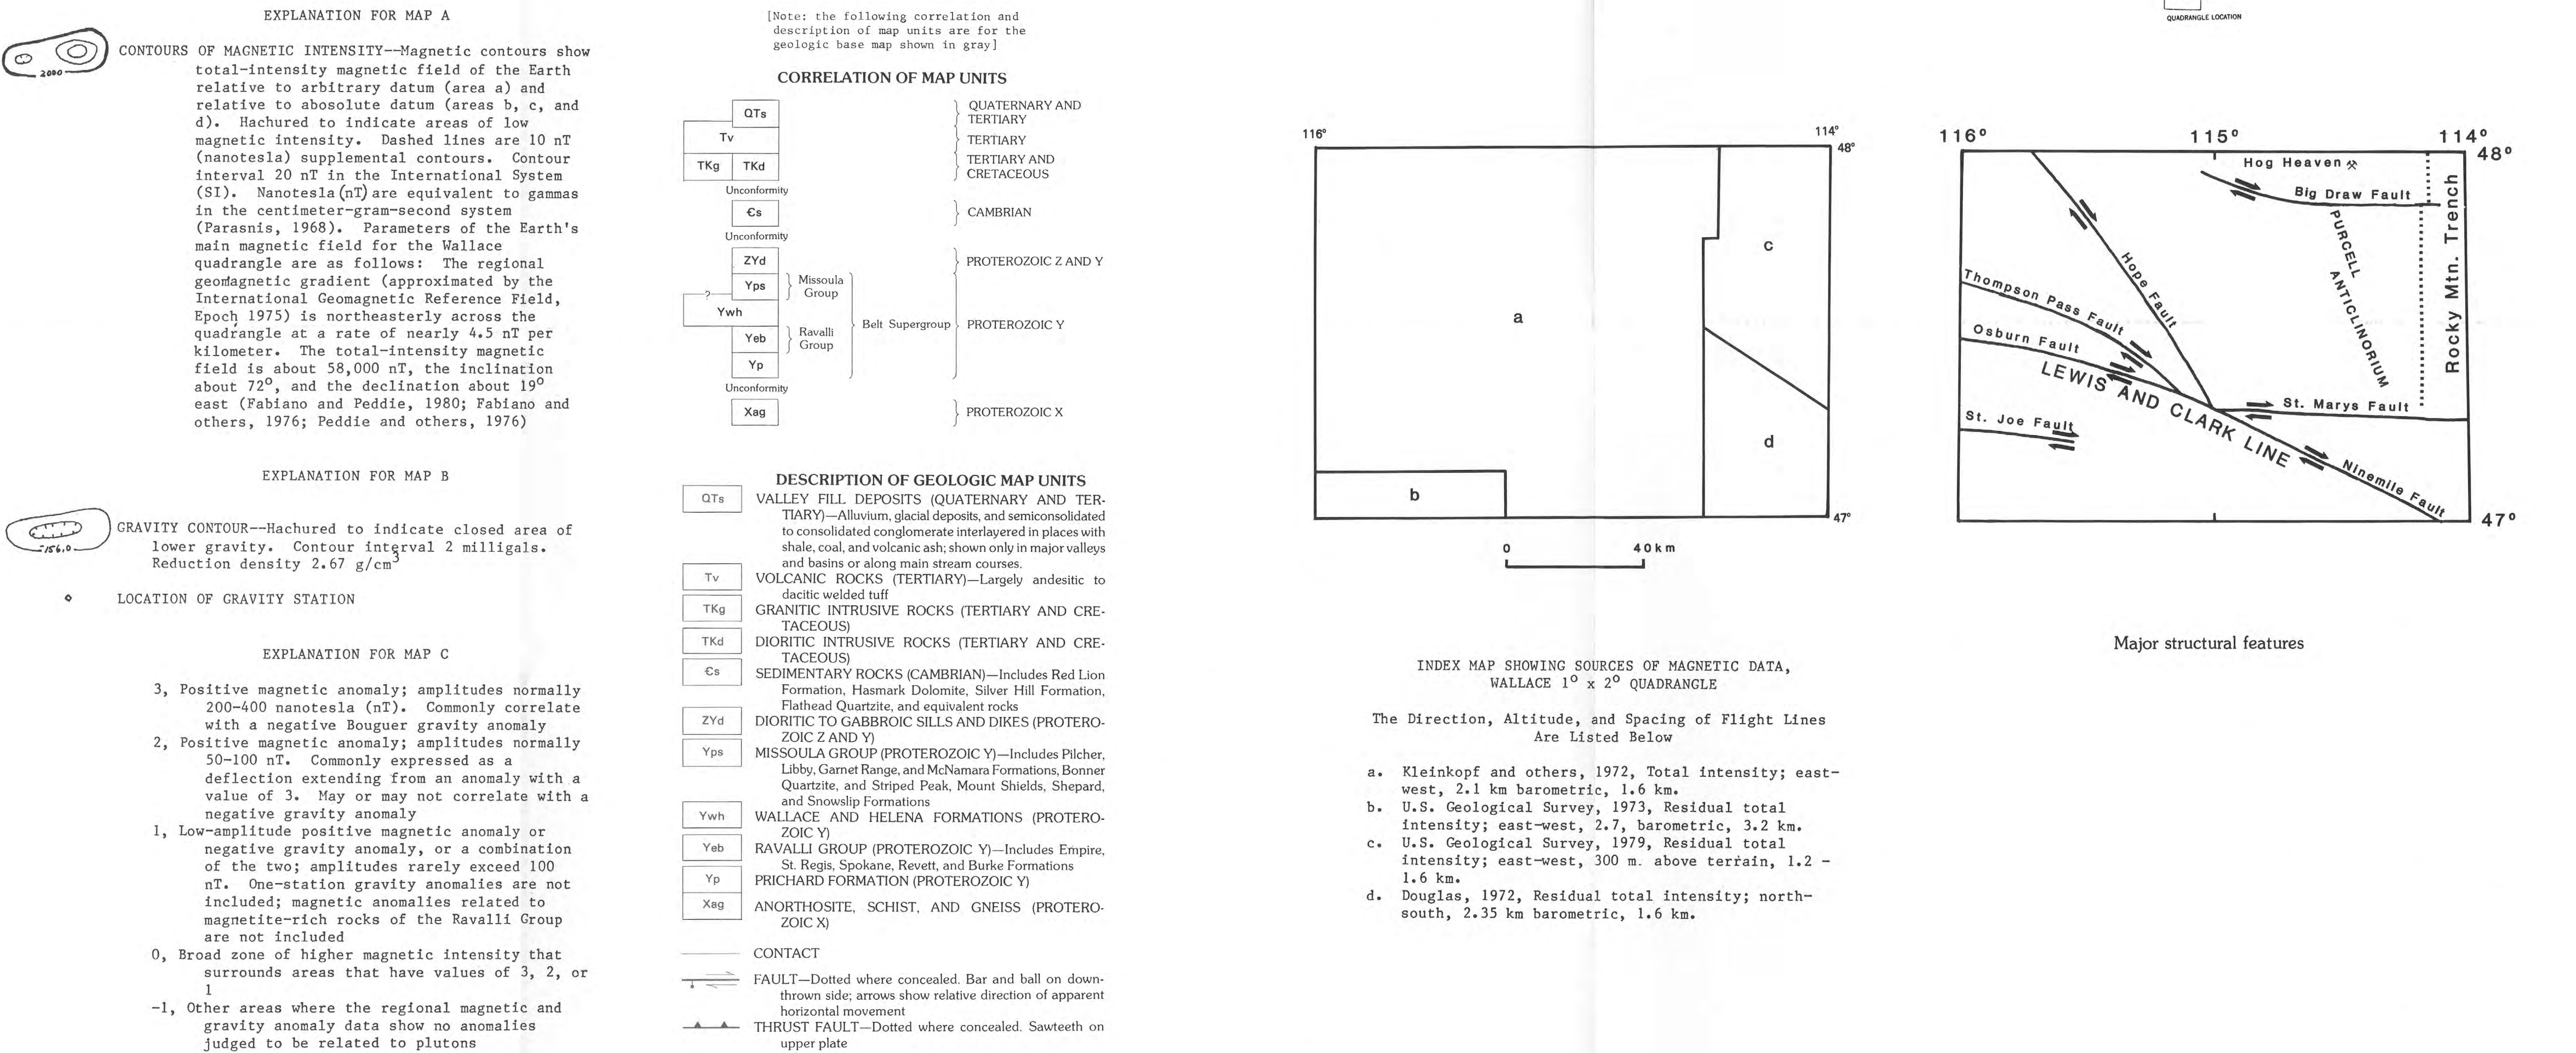 EXPLANATION FOR MAP A
2000
CONTOURS OF MAGNETIC INTENSITY--Magnetic contours show
total-intensity magnetic field of the Earth
relative to arbitrary datum (area a) and
relative to abosolute datum (areas b, c, and
d). Hachured to indicate areas of low
magnetic intensity. Dashed lines are 10 nT
(nanotesla) supplemental contours. Contour
interval 20 nT in the International System
(SI). Nanotesla (nT) are equivalent to gammas
in the centimeter-gram-second system
(Parasnis, 1968). Parameters of the Earth's
main magnetic field for the Wallace
quadrangle are as follows: The regional
geomagnetic gradient (approximated by the
International Geomagnetic Reference Field,
Epoch, 1975) is northeasterly across the
quadrangle at a rate of nearly 4.5 nT per
kilometer. The total-intensity magnetic
field is about 58,000 nT, the inclination
about 72°, and the declination about 19°
east (Fabiano and Peddie, 1980; Fabiano and
others, 1976; Peddie and others, 1976)
EXPLANATION FOR MAP B
-156.0
GRAVITY CONTOUR--Hachured to indicate closed area of
lower gravity. Contour interval 2 milligals.
Reduction density 2.67 g/cm³
LOCATION OF GRAVITY STATION
EXPLANATION FOR MAP C
3, Positive magnetic anomaly; amplitudes normally
200-400 nanotesla (nT). Commonly correlate
with a negative Bouguer gravity anomaly
2, Positive magnetic anomaly; amplitudes normally
50-100 nT. Commonly expressed as a
deflection extending from an anomaly with a
value of 3. May or may not correlate with a
negative gravity anomaly
1, Low-amplitude positive magnetic anomaly or
negative gravity anomaly, or a combination
of the two; amplitudes rarely exceed 100
nT. One-station gravity anomalies are not
included; magnetic anomalies related to
magnetite-rich rocks of the Ravalli Group
are not included
0, Broad zone of higher magnetic intensity that
surrounds areas that have values of 3, 2, or
1
-1, Other areas where the regional magnetic and
gravity anomaly data show no anomalies
judged to be related to plutons
[Note: the following correlation and
description of map units are for the
geologic base map shown in gray]
CORRELATION OF MAP UNITS
QTs
QUATERNARY AND
TERTIARY
Tv
TERTIARY
TKg
TKd
TERTIARY AND
CRETACEOUS
Unconformity
Єs
CAMBRIAN
Unconformity
ZYd
PROTEROZOIC Z AND Y
Yps
Missoula
Group
?
Ywh
Belt Supergroup
PROTEROZOIC Y
Yeb
Ravalli
Group
Yp
Unconformity
Xag
PROTEROZOIC X
DESCRIPTION OF GEOLOGIC MAP UNITS
QTs
VALLEY FILL DEPOSITS (QUATERNARY AND TER-
TIARY)—Alluvium, glacial deposits, and semiconsolidated
to consolidated conglomerate interlayered in places with
shale, coal, and volcanic ash; shown only in major valleys
and basins or along main stream courses.
Tv
VOLCANIC ROCKS (TERTIARY)—Largely andesitic to
dacitic welded tuff
TKg
GRANITIC INTRUSIVE ROCKS (TERTIARY AND CRE-
TACEOUS)
TKd
DIORITIC INTRUSIVE ROCKS (TERTIARY AND CRE-
TACEOUS)
Єs
SEDIMENTARY ROCKS (CAMBRIAN)—Includes Red Lion
Formation, Hasmark Dolomite, Silver Hill Formation,
Flathead Quartzite, and equivalent rocks
ZYd
DIORITIC TO GABBROIC SILLS AND DIKES (PROTERO-
ZOIC Z AND Y)
Yps
MISSOULA GROUP (PROTEROZOIC Y)—Includes Pilcher,
Libby, Garnet Range, and McNamara Formations, Bonner
Quartzite, and Striped Peak, Mount Shields, Shepard,
and Snowslip Formations
Ywh
WALLACE AND HELENA FORMATIONS (PROTERO-
ZOIC Y)
Yeb
RAVALLI GROUP (PROTEROZOIC Y)—Includes Empire,
St. Regis, Spokane, Revett, and Burke Formations
Yp
PRICHARD FORMATION (PROTEROZOIC Y)
Xag
ANORTHOSITE, SCHIST, AND GNEISS (PROTERO-
ZOIC X)
CONTACT
FAULT—Dotted where concealed. Bar and ball on down-
thrown side; arrows show relative direction of apparent
horizontal movement
THRUST FAULT—Dotted where concealed. Sawteeth on
upper plate
116°
114°
48°
c
a
d
b
47°
0 40 km
INDEX MAP SHOWING SOURCES OF MAGNETIC DATA,
WALLACE 1° x 2° QUADRANGLE
The Direction, Altitude, and Spacing of Flight Lines
Are Listed Below
a. Kleinkopf and others, 1972, Total intensity; east-
west, 2.1 km barometric, 1.6 km.
b. U.S. Geological Survey, 1973, Residual total
intensity; east-west, 2.7, barometric, 3.2 km.
c. U.S. Geological Survey, 1979, Residual total
intensity; east-west, 300 m. above terrain, 1.2 -
1.6 km.
d. Douglas, 1972, Residual total intensity; north-
south, 2.35 km barometric, 1.6 km.
QUADRANGLE LOCATION
116°
115°
114°
48°
Hog Heaven
Big Draw Fault
Rocky Mtn. Trench
PURCELL ANTICLINORIUM
Hope Fault
Thompson Pass Fault
Osburn Fault
LEWIS AND CLARK LINE
St. Marys Fault
St. Joe Fault
Ninemile Fault
47°
Major structural features